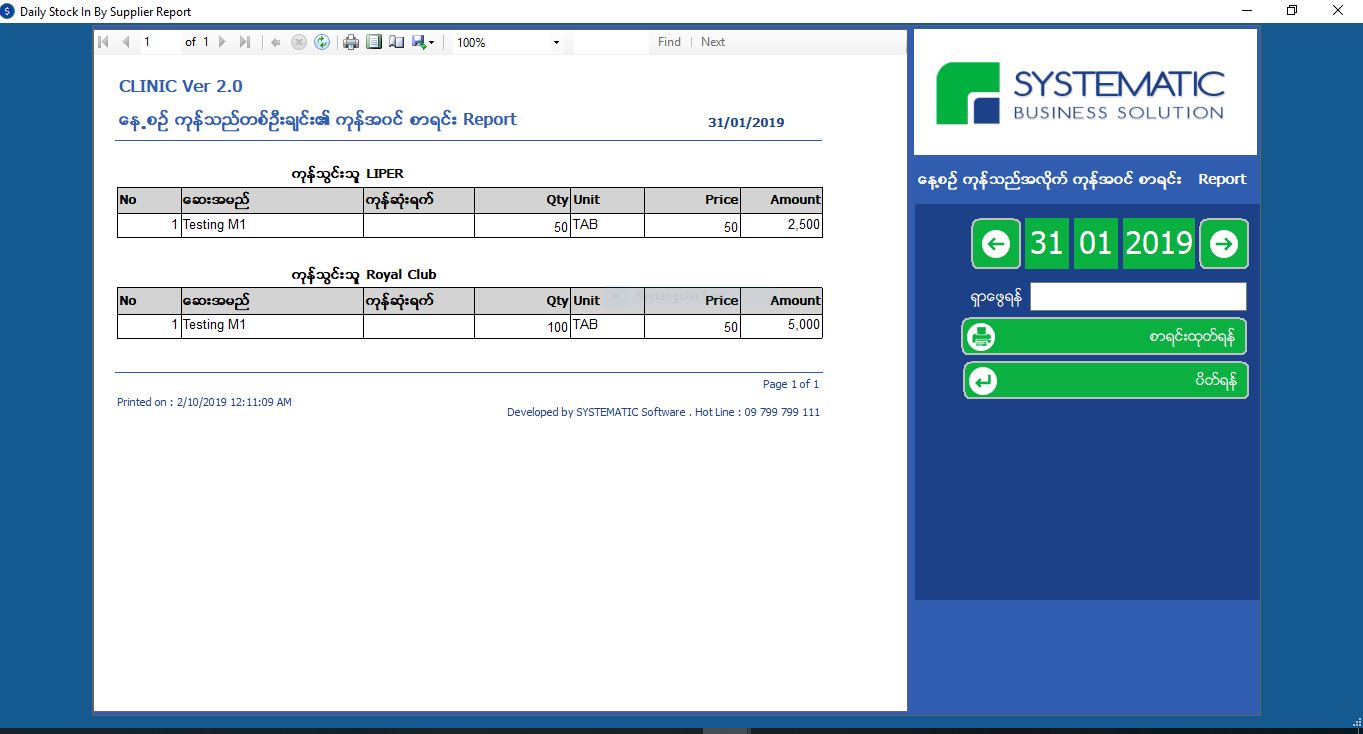 Daily Stock In By Supplier Report
1 of 1 100% Find Next
CLINIC Ver 2.0
နေ့စဉ် ကုန်သည်တစ်ဦးချင်း၏ ကုန်အဝင် စာရင်း Report
31/01/2019
ကုန်သွင်းသူ LIPER
No ဆေးအမည် ကုန်ဆုံးရက် Qty Unit Price Amount
1 Testing M1 50 TAB 50 2,500
ကုန်သွင်းသူ Royal Club
No ဆေးအမည် ကုန်ဆုံးရက် Qty Unit Price Amount
1 Testing M1 100 TAB 50 5,000
Page 1 of 1
Printed on : 2/10/2019 12:11:09 AM
Developed by SYSTEMATIC Software . Hot Line : 09 799 799 111
SYSTEMATIC
BUSINESS SOLUTION
နေ့စဉ် ကုန်သည်အလိုက် ကုန်အဝင် စာရင်း Report
31 01 2019
ရှာဖွေရန်
စာရင်းထုတ်ရန်
ပိတ်ရန်